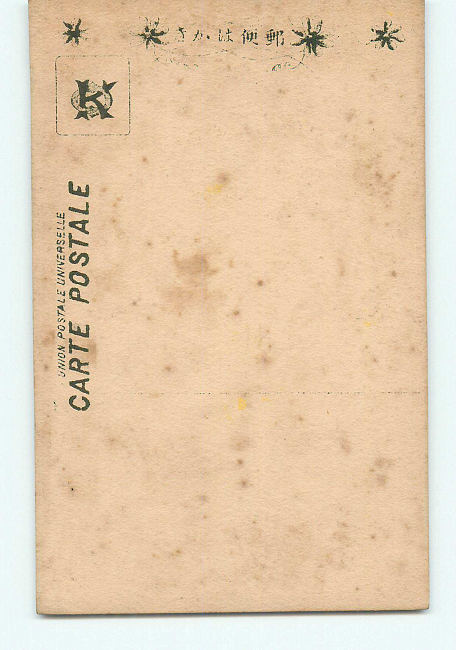 きかは便郵
K
UNION POSTALE UNIVERSELLE
CARTE POSTALE